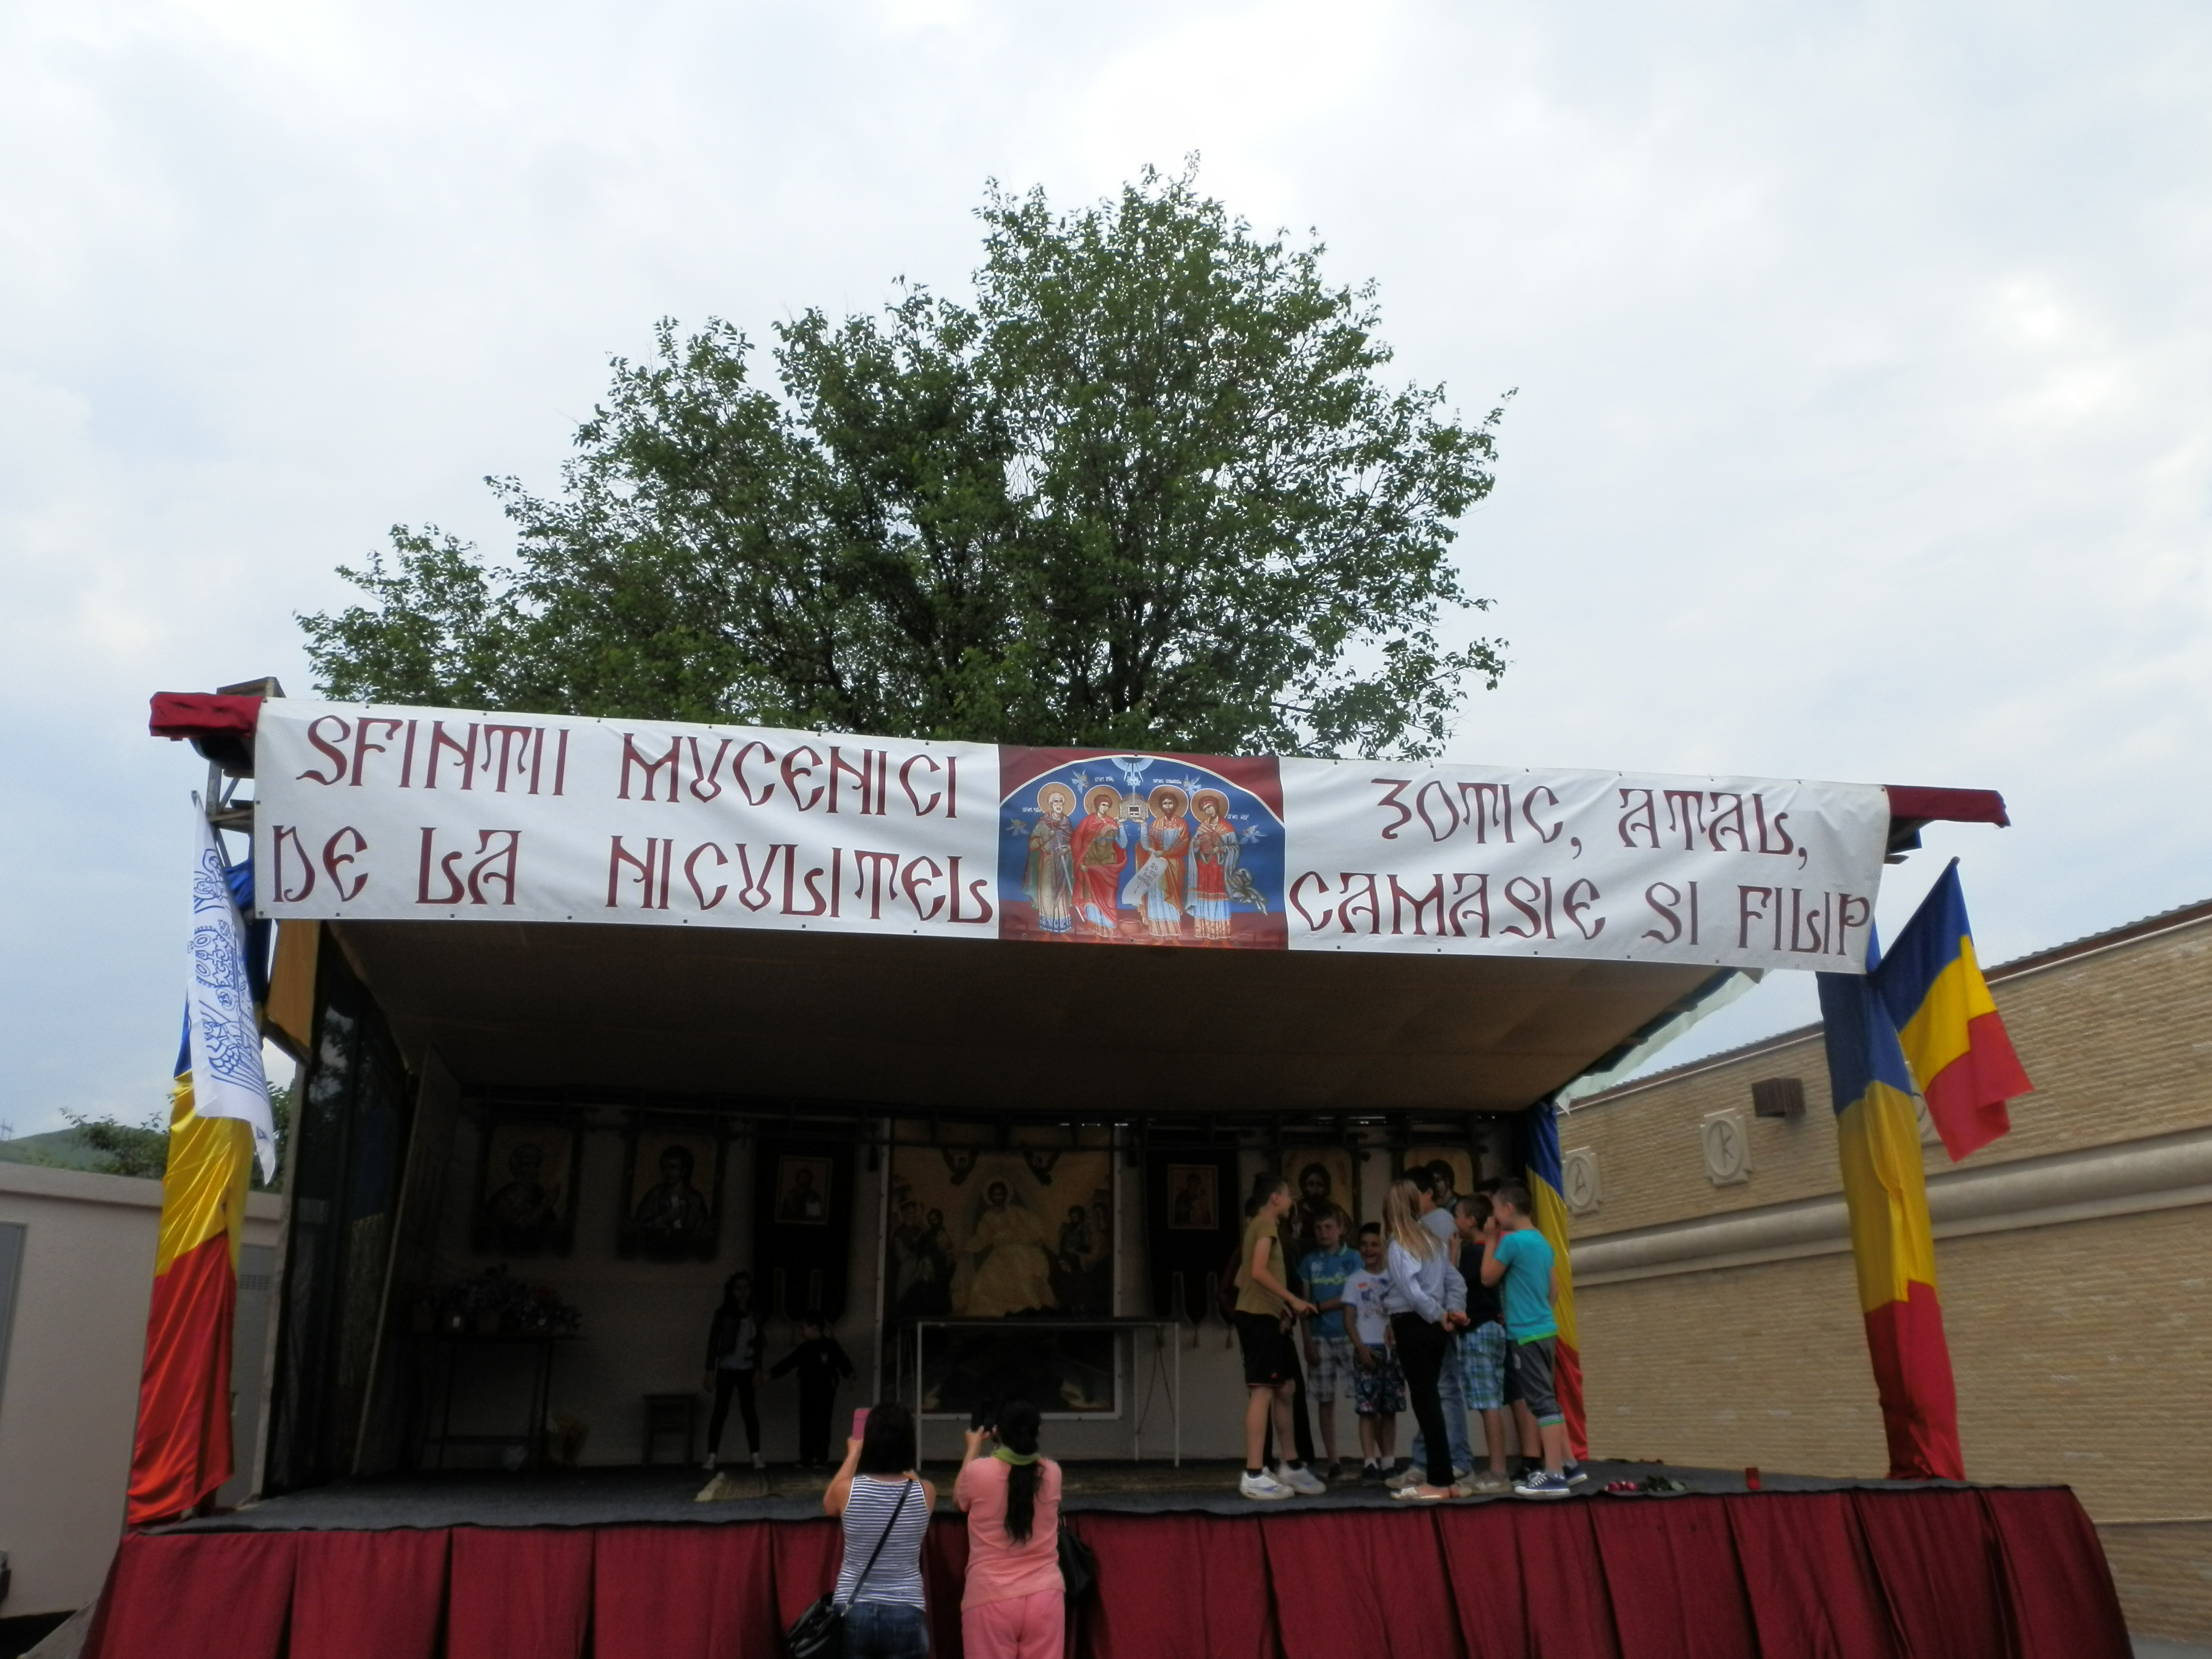 SFINTII MUCENICI
DE LA NICULITEL
ZOTIC, ATAL,
CAMASIE SI FILIP
A
K